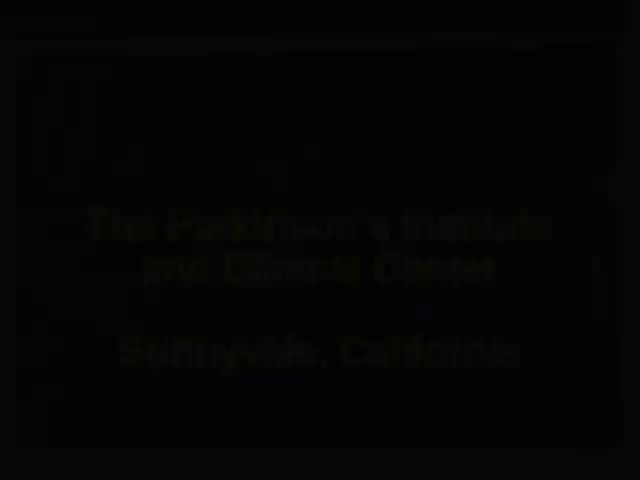 The Parkinson's Institute
and Clinical Center
Sunnyvale, California